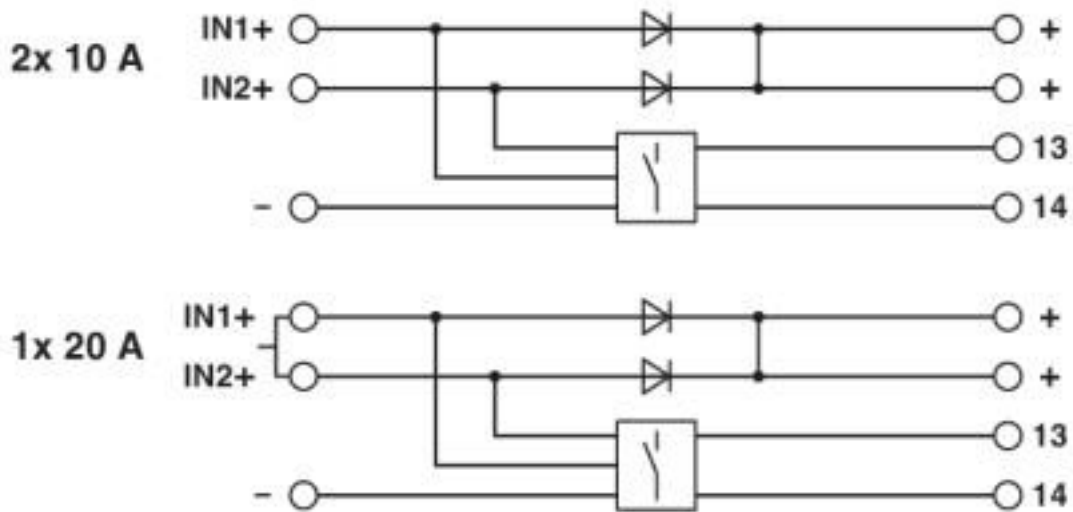 IN1+ +
2x 10 A
IN2+ +
13
- 14
IN1+ +
1x 20 A
IN2+ +
13
- 14